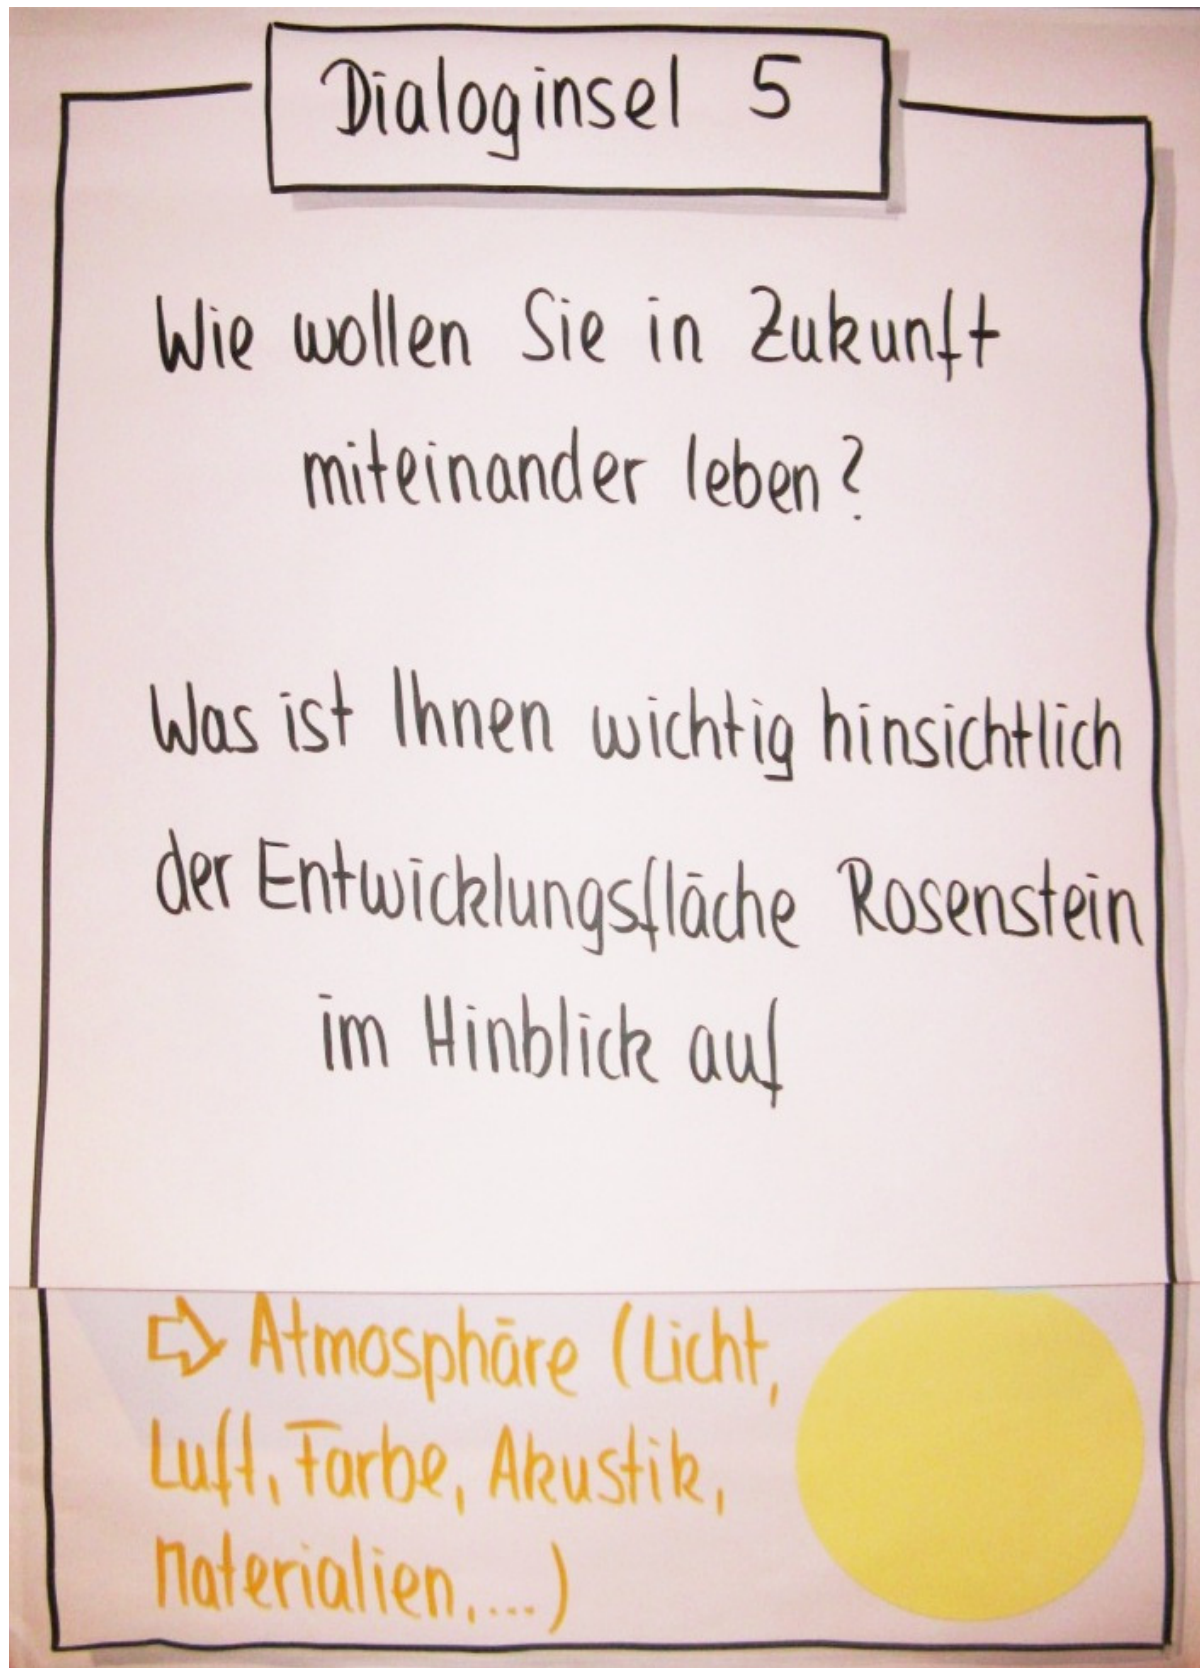 Dialoginsel 5
Wie wollen Sie in Zukunft
miteinander leben?
Was ist Ihnen wichtig hinsichtlich
der Entwicklungsfläche Rosenstein
im Hinblick auf
⇨ Atmosphäre (Licht,
Luft, Farbe, Akustik,
Materialien,...)